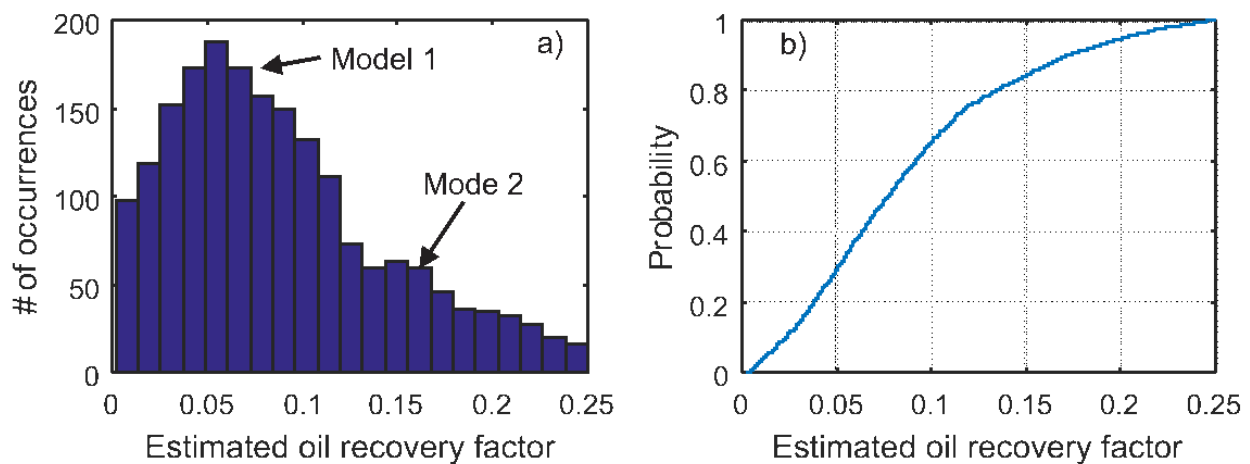 200
150
100
50
0
# of occurrences
a)
Model 1
Mode 2
0 0.05 0.1 0.15 0.2 0.25
Estimated oil recovery factor
1
0.8
0.6
0.4
0.2
0
Probability
b)
0 0.05 0.1 0.15 0.2 0.25
Estimated oil recovery factor